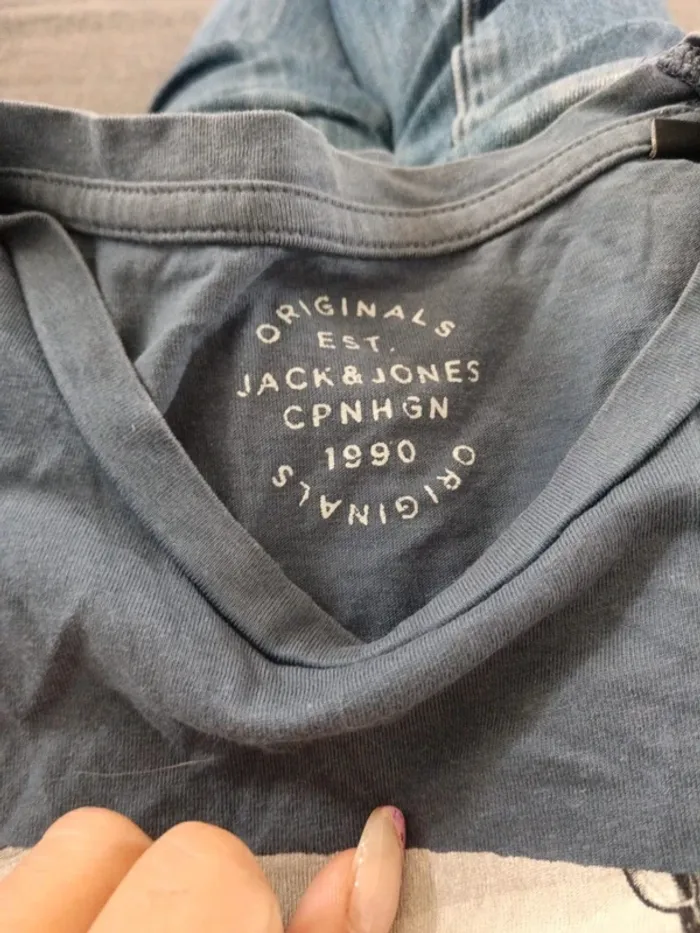 ORIGINALS
EST.
JACK&JONES
CPNHGN
1990
ORIGINALS